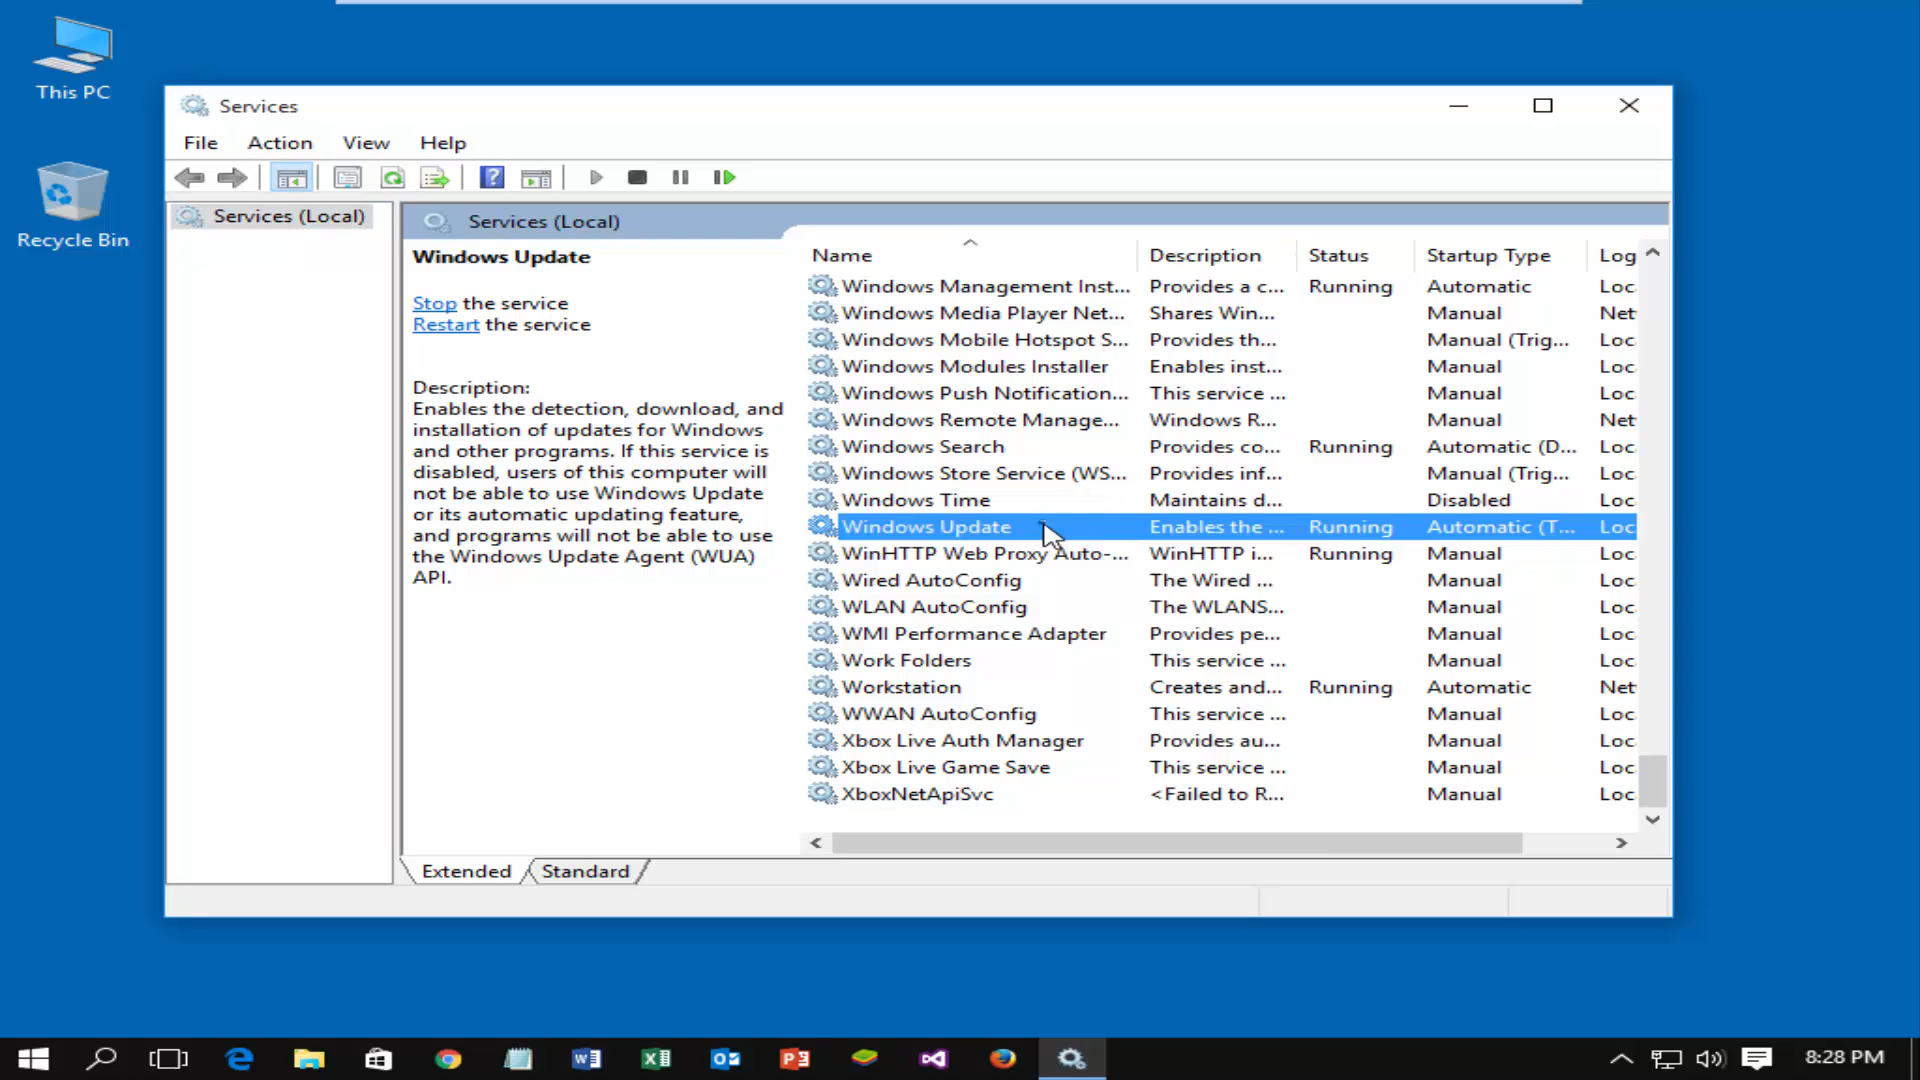 This PC
Recycle Bin
Services
File Action View Help
Services (Local)
Services (Local)
Windows Update
Stop the service
Restart the service
Description:
Enables the detection, download, and
installation of updates for Windows
and other programs. If this service is
disabled, users of this computer will
not be able to use Windows Update
or its automatic updating feature,
and programs will not be able to use
the Windows Update Agent (WUA)
API.
Name Description Status Startup Type Log
Windows Management Inst... Provides a c... Running Automatic Loc
Windows Media Player Net... Shares Win... Manual Net
Windows Mobile Hotspot S... Provides th... Manual (Trig... Loc
Windows Modules Installer Enables inst... Manual Loc
Windows Push Notification... This service ... Manual Loc
Windows Remote Manage... Windows R... Manual Net
Windows Search Provides co... Running Automatic (D... Loc
Windows Store Service (WS... Provides inf... Manual (Trig... Loc
Windows Time Maintains d... Disabled Loc
Windows Update Enables the ... Running Automatic (T... Loc
WinHTTP Web Proxy Auto-... WinHTTP i... Running Manual Loc
Wired AutoConfig The Wired ... Manual Loc
WLAN AutoConfig The WLANS... Manual Loc
WMI Performance Adapter Provides pe... Manual Loc
Work Folders This service ... Manual Loc
Workstation Creates and... Running Automatic Net
WWAN AutoConfig This service ... Manual Loc
Xbox Live Auth Manager Provides au... Manual Loc
Xbox Live Game Save This service ... Manual Loc
XboxNetApiSvc <Failed to R... Manual Loc
Extended Standard
8:28 PM